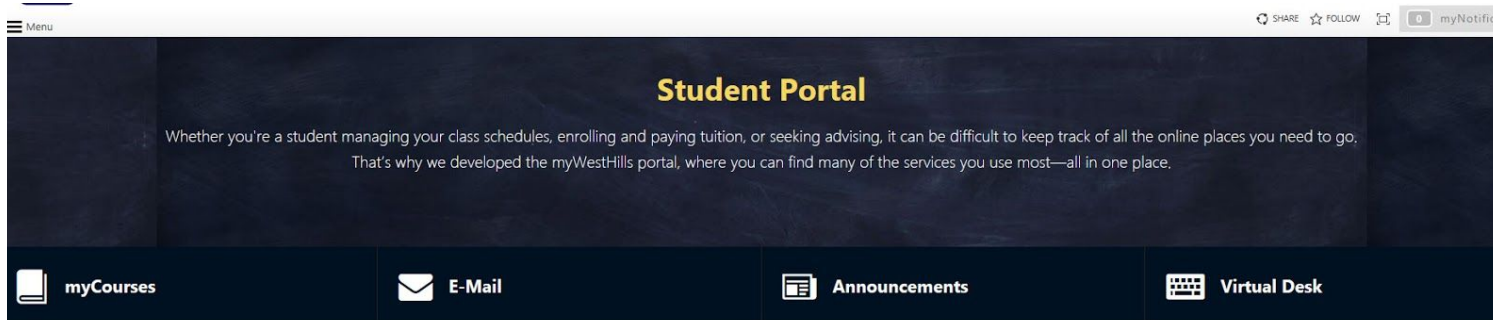 Menu
SHARE FOLLOW 0 myNotific
Student Portal
Whether you're a student managing your class schedules, enrolling and paying tuition, or seeking advising, it can be difficult to keep track of all the online places you need to go.
That's why we developed the myWestHills portal, where you can find many of the services you use most—all in one place.
myCourses E-Mail Announcements Virtual Desk